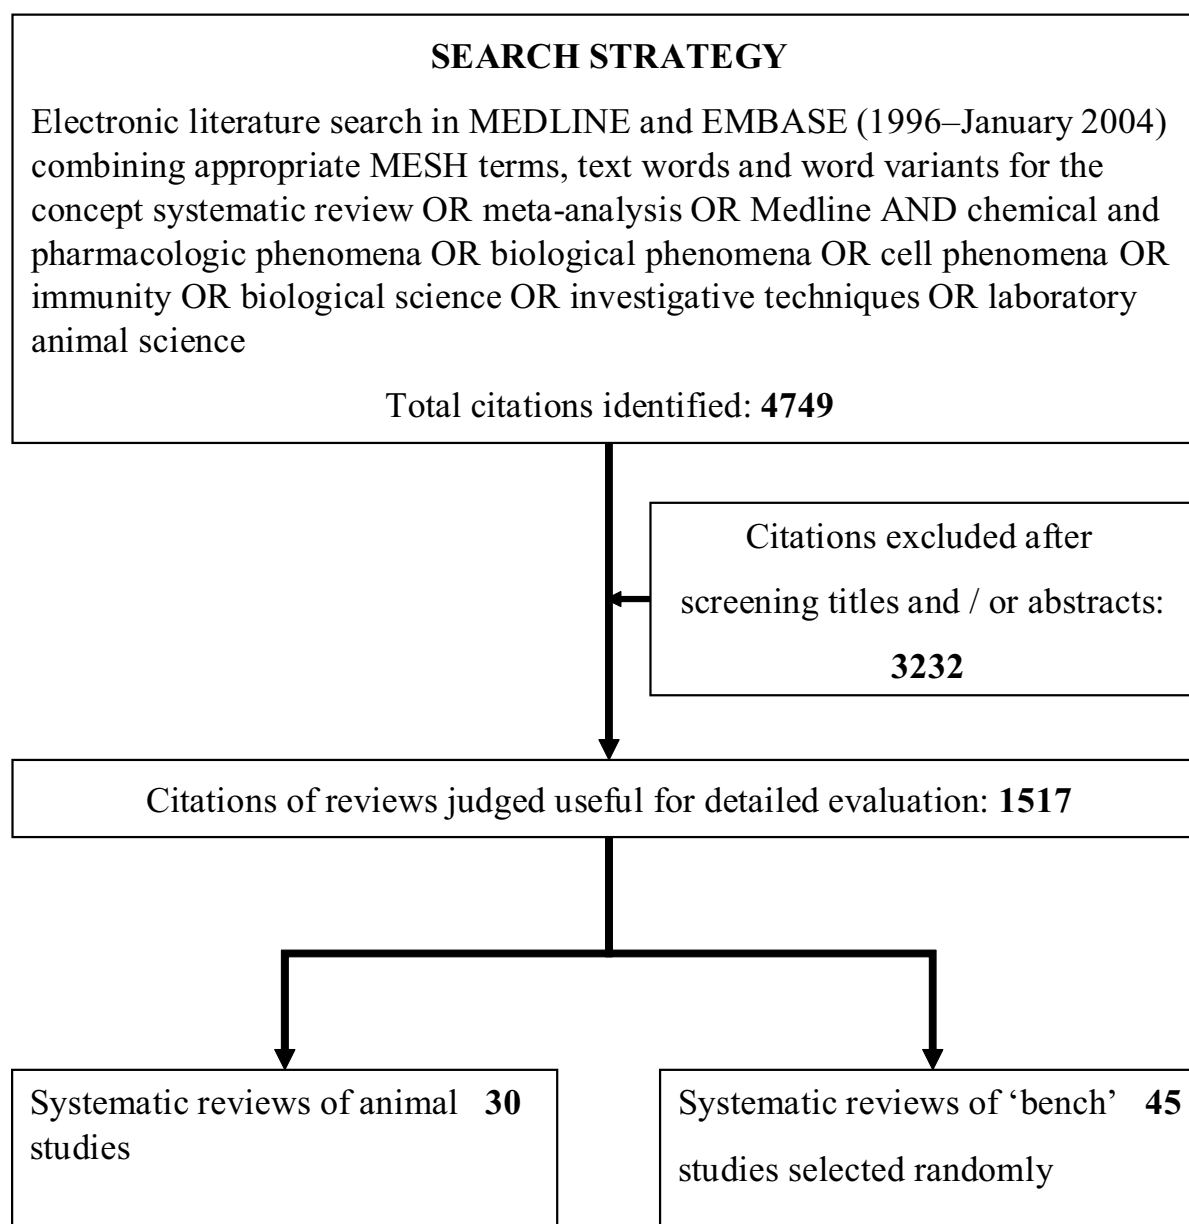 SEARCH STRATEGY
Electronic literature search in MEDLINE and EMBASE (1996–January 2004)
combining appropriate MESH terms, text words and word variants for the
concept systematic review OR meta-analysis OR Medline AND chemical and
pharmacologic phenomena OR biological phenomena OR cell phenomena OR
immunity OR biological science OR investigative techniques OR laboratory
animal science
Total citations identified: 4749
Citations excluded after
screening titles and / or abstracts:
3232
Citations of reviews judged useful for detailed evaluation: 1517
Systematic reviews of animal 30
studies
Systematic reviews of ‘bench’ 45
studies selected randomly